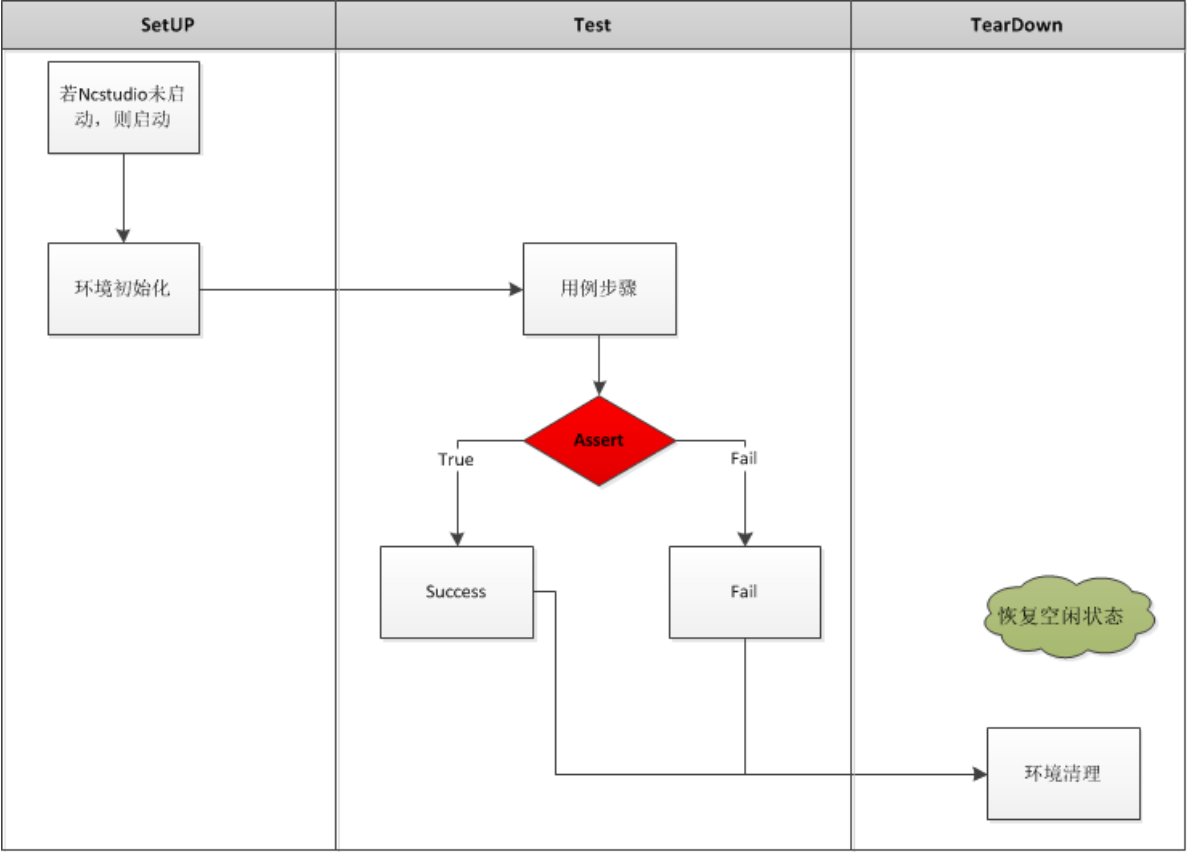 SetUP
Test
TearDown
若Ncstudio未启
动，则启动
环境初始化
用例步骤
Assert
True
Fail
Success
Fail
恢复空闲状态
环境清理